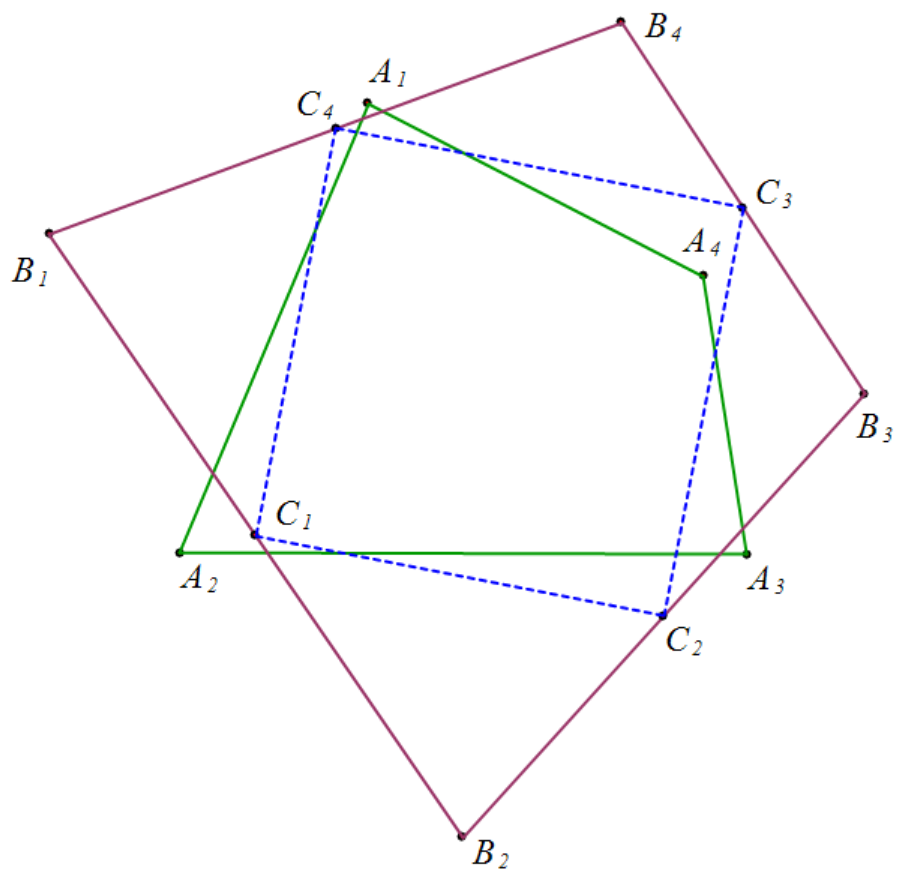 B₄
A₁
C₄
C₃
A₄
B₁
B₃
C₁
A₂
A₃
C₂
B₂